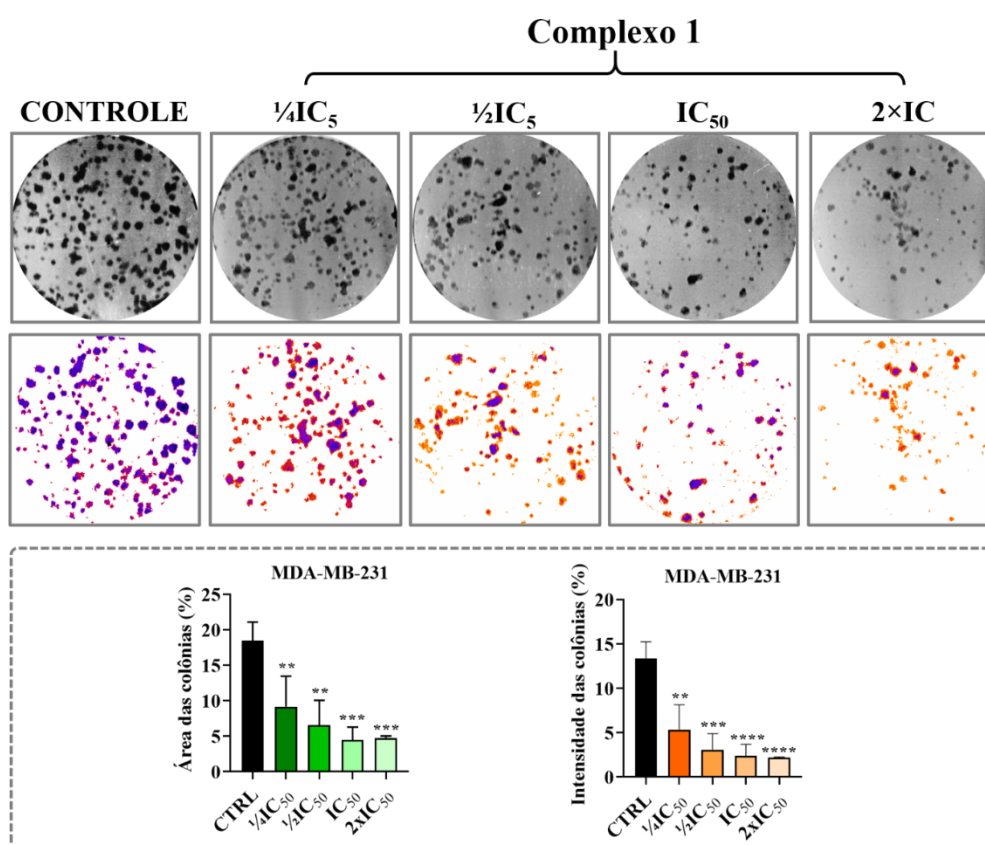 Complexo 1
CONTROLE ¼IC₅ ½IC₅ IC₅₀ 2×IC
MDA-MB-231
Área das colônias (%)
25
20
15
10
5
0
** ** *** ***
CTRL ¼IC₅₀ ½IC₅₀ IC₅₀ 2xIC₅₀
MDA-MB-231
Intensidade das colônias (%)
20
15
10
5
0
** *** **** ****
CTRL ¼IC₅₀ ½IC₅₀ IC₅₀ 2xIC₅₀